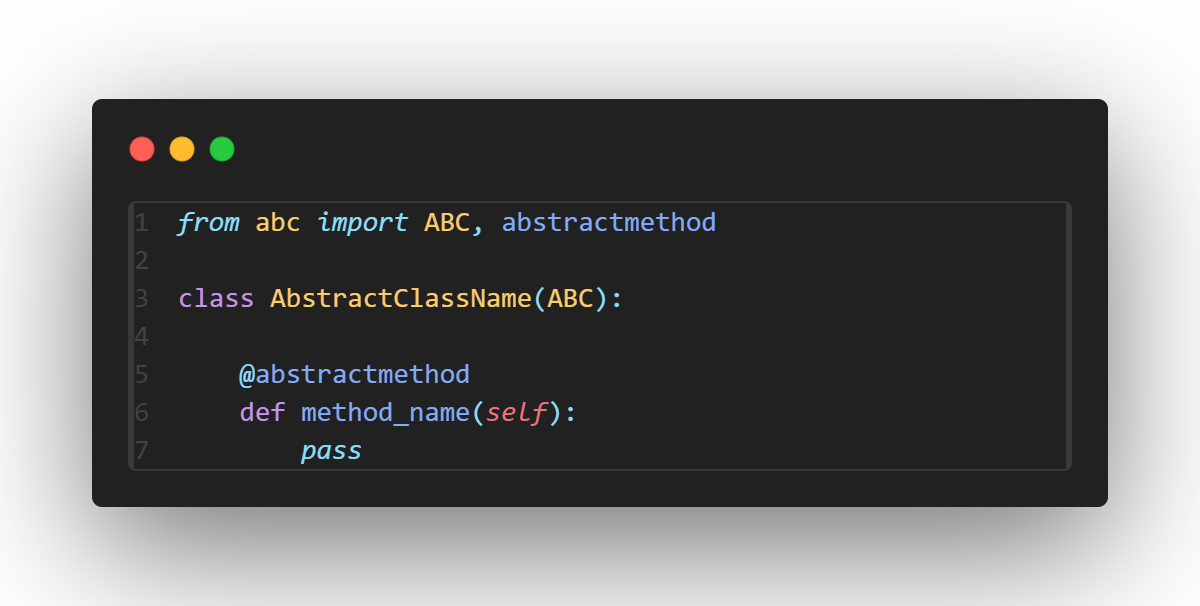 1 from abc import ABC, abstractmethod
2
3 class AbstractClassName(ABC):
4
5     @abstractmethod
6     def method_name(self):
7         pass